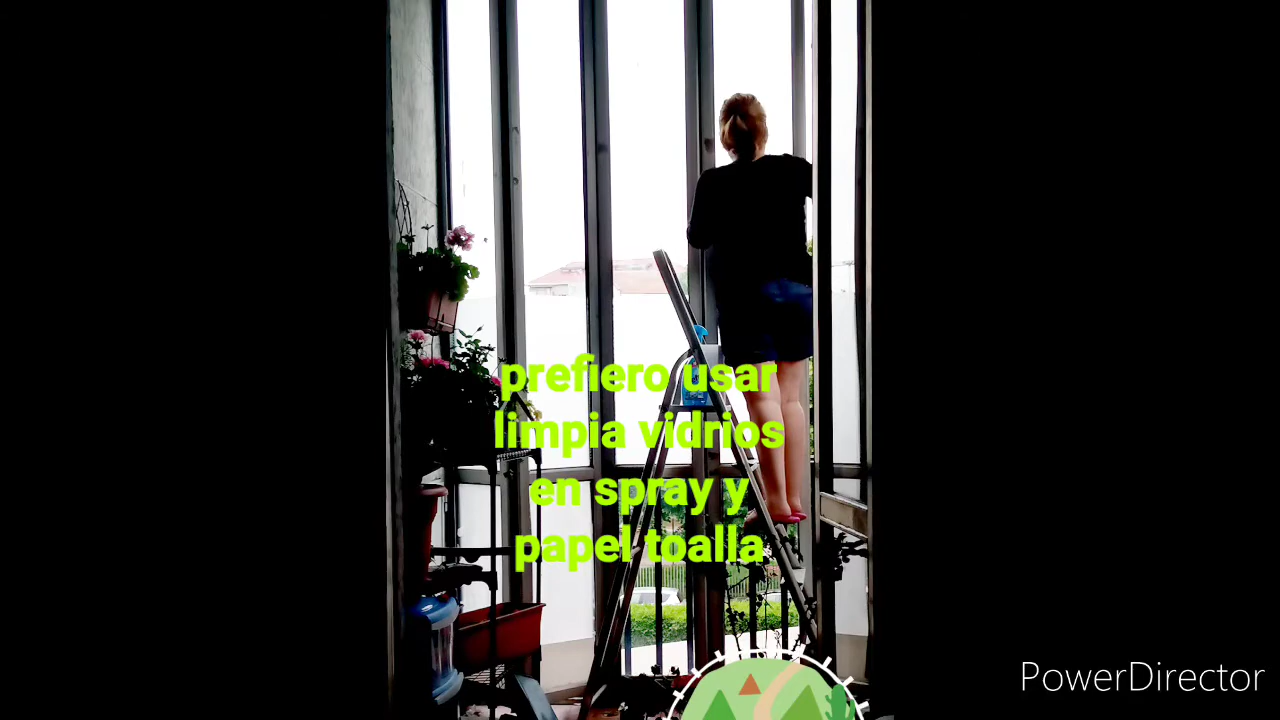 prefiero usar
limpia vidrios
en spray y
papel toalla
PowerDirector